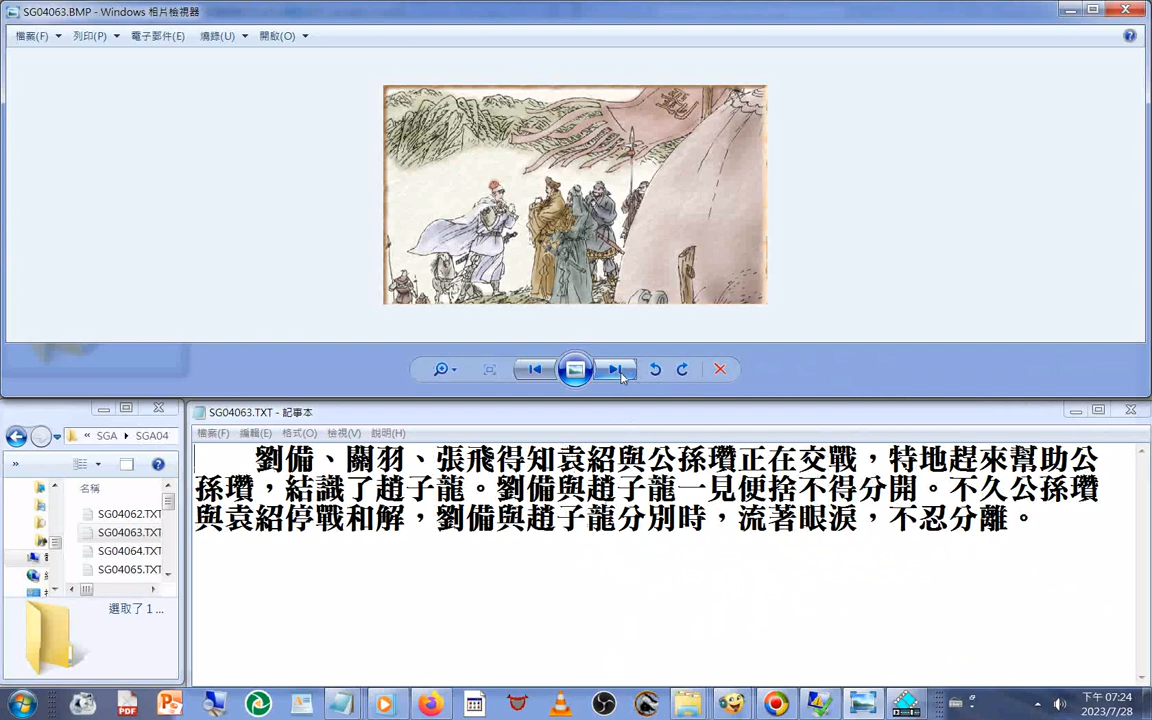 SG04063.BMP - Windows 相片檢視器
檔案(F) 列印(P) 電子郵件(E) 燒錄(U) 開啟(O)
« SGA SGA04
»
名稱
SG04062.TXT
SG04063.TXT
SG04064.TXT
SG04065.TXT
選取了 1 ...
SG04063.TXT - 記事本
檔案(F) 編輯(E) 格式(O) 檢視(V) 說明(H)
劉備、關羽、張飛得知袁紹與公孫瓚正在交戰，特地趕來幫助公
孫瓚，結識了趙子龍。劉備與趙子龍一見便捨不得分開。不久公孫瓚
與袁紹停戰和解，劉備與趙子龍分別時，流著眼淚，不忍分離。
PDF
下午 07:24
2023/7/28